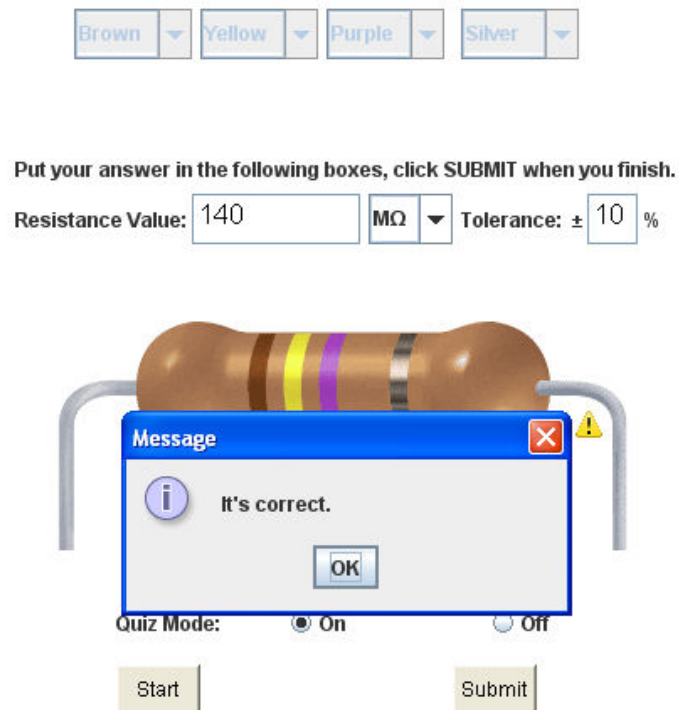 Brown Yellow Purple Silver
Put your answer in the following boxes, click SUBMIT when you finish.
Resistance Value: 140 MΩ Tolerance: ± 10 %
Message
It's correct.
OK
Quiz Mode: On Off
Start Submit